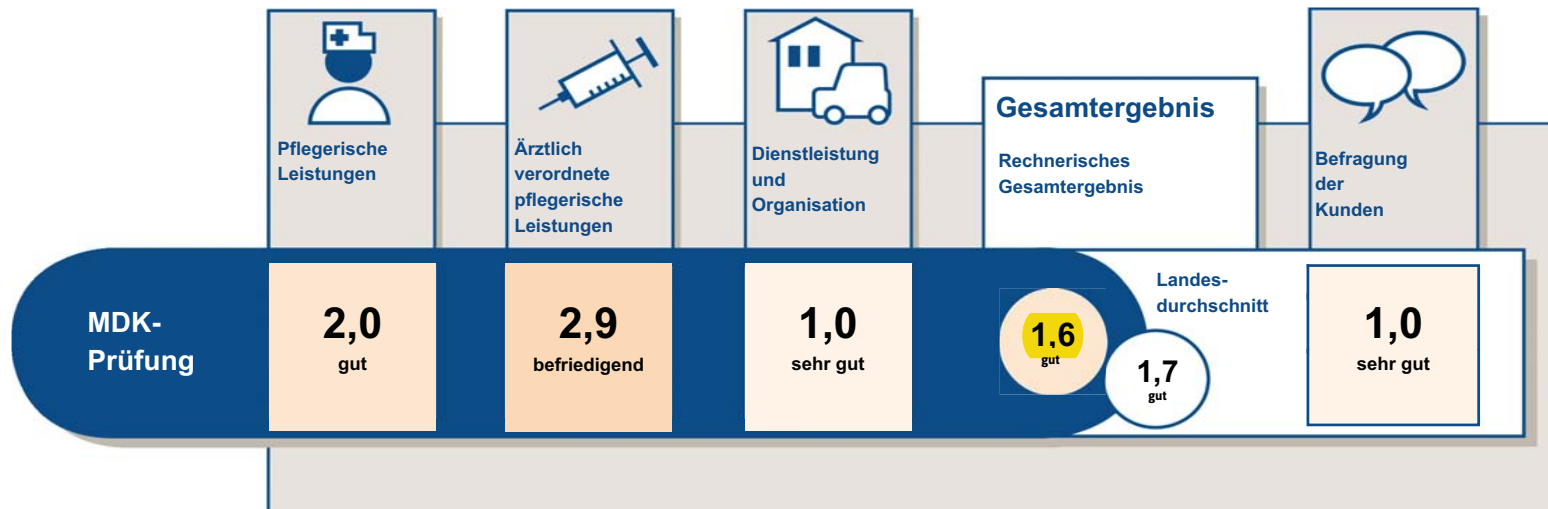 Pflegerische
Leistungen
Ärztlich
verordnete
pflegerische
Leistungen
Dienstleistung
und
Organisation
Gesamtergebnis
Rechnerisches
Gesamtergebnis
Befragung
der
Kunden
MDK-
Prüfung
2,0
gut
2,9
befriedigend
1,0
sehr gut
1,6
gut
Landes-
durchschnitt
1,7
gut
1,0
sehr gut